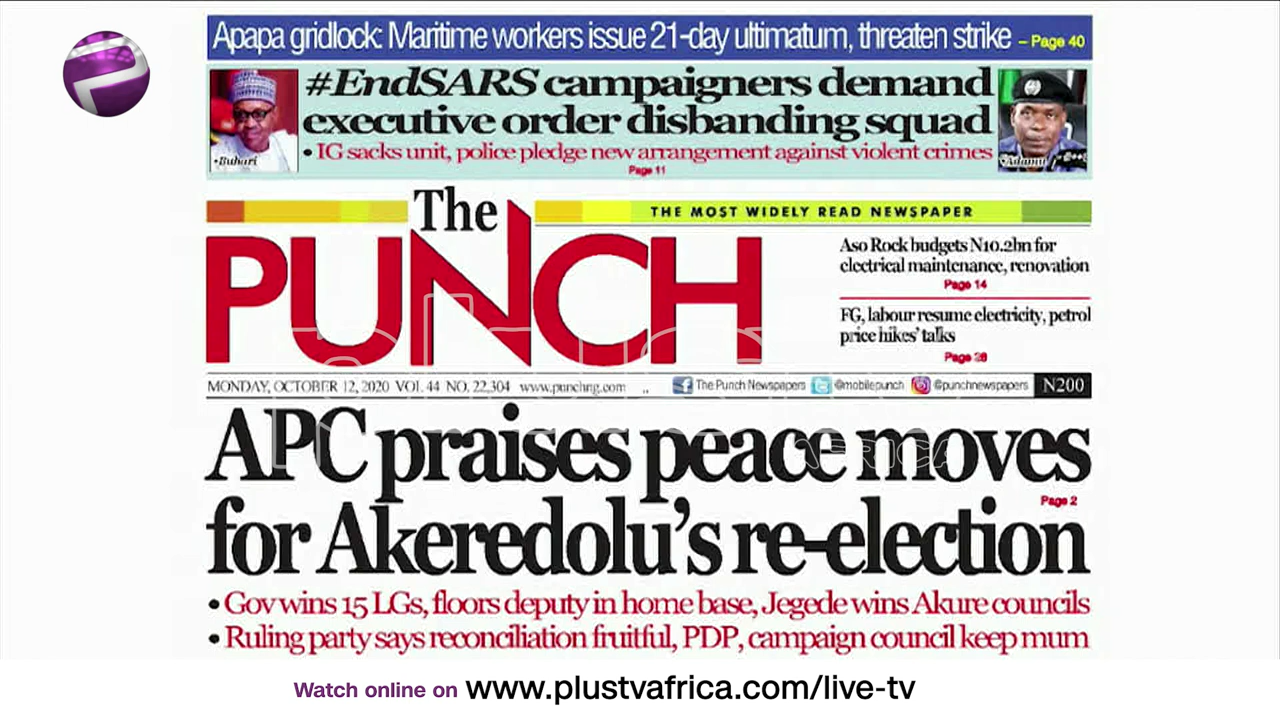 Apapa gridlock: Maritime workers issue 21-day ultimatum, threaten strike – Page 40
#EndSARS campaigners demand
executive order disbanding squad
• IG sacks unit, police pledge new arrangement against violent crimes
Page 11
•Buhari
•Adamu
The
PUNCH
THE MOST WIDELY READ NEWSPAPER
Aso Rock budgets N10.2bn for
electrical maintenance, renovation
Page 14
FG, labour resume electricity, petrol
price hikes' talks
Page 28
MONDAY, OCTOBER 12, 2020 VOL. 44 NO. 22,304 www.punchng.com
The Punch Newspapers @mobilepunch @punchnewspapers N200
APC praises peace moves
Page 2
for Akeredolu's re-election
• Gov wins 15 LGs, floors deputy in home base, Jegede wins Akure councils
• Ruling party says reconciliation fruitful, PDP, campaign council keep mum
plus
AFRICA
Watch online on www.plustvafrica.com/live-tv